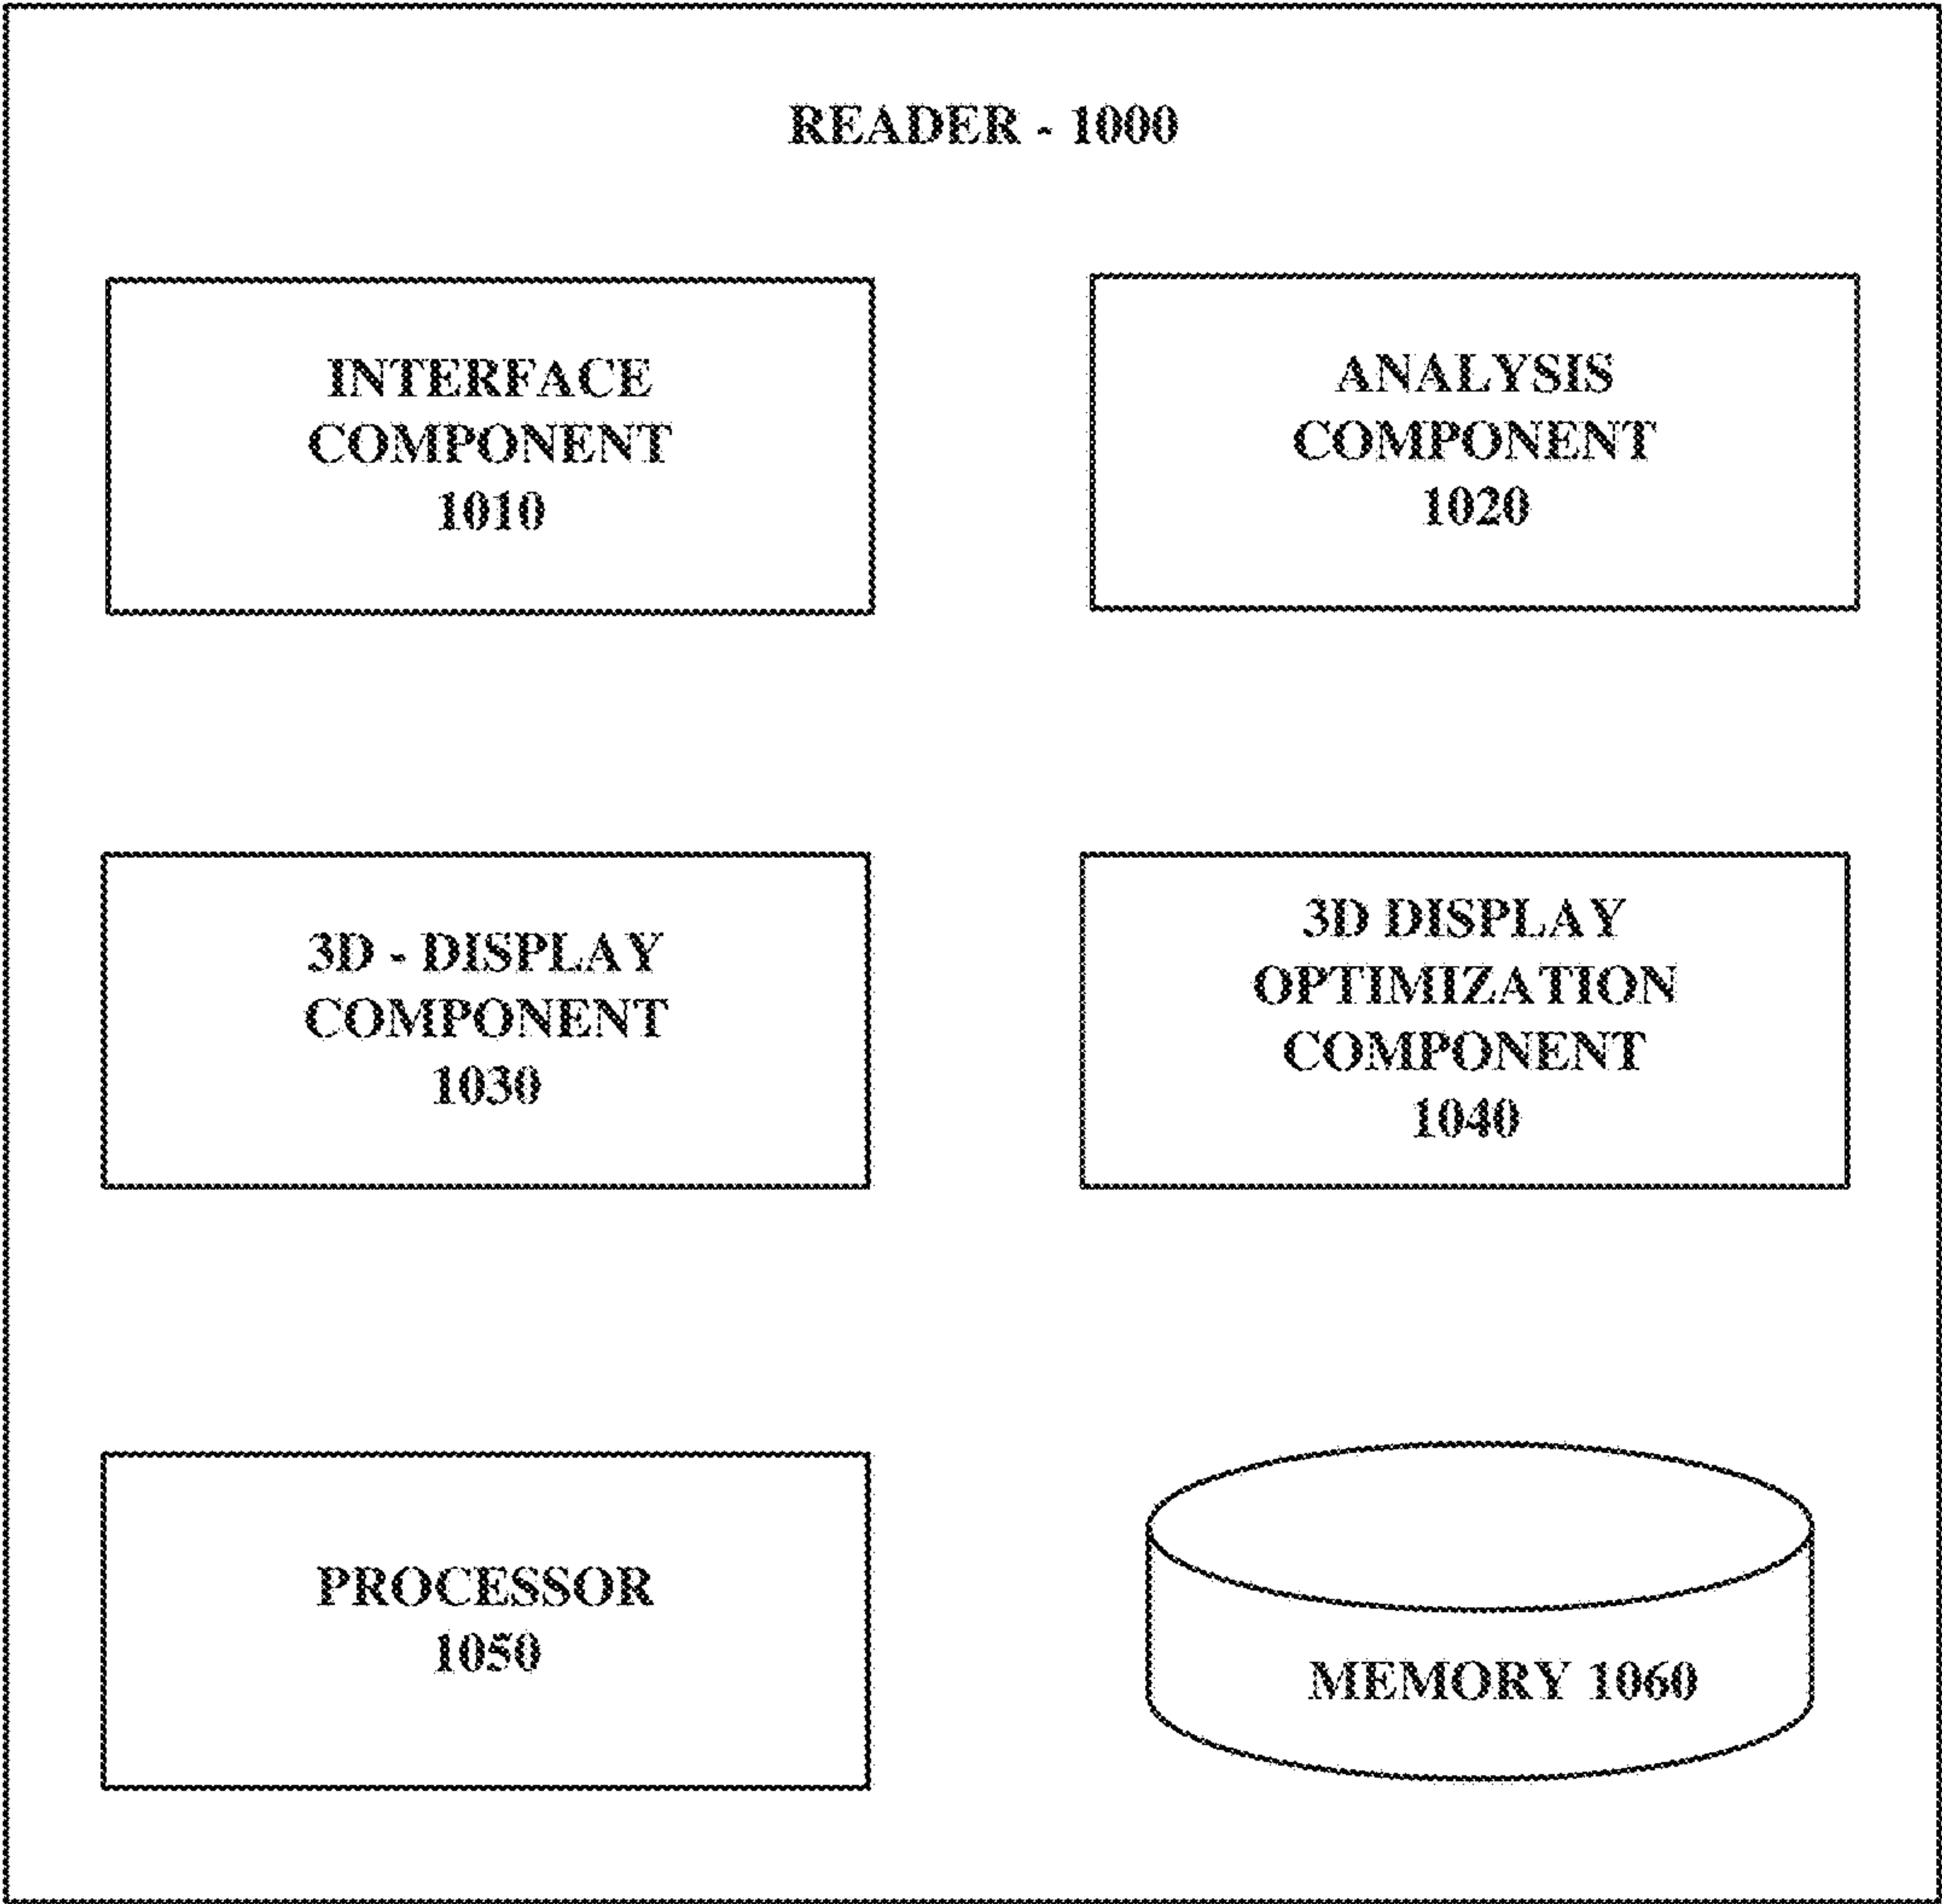 READER - 1000
INTERFACE
COMPONENT
1010
ANALYSIS
COMPONENT
1020
3D - DISPLAY
COMPONENT
1030
3D DISPLAY
OPTIMIZATION
COMPONENT
1040
PROCESSOR
1050
MEMORY 1060